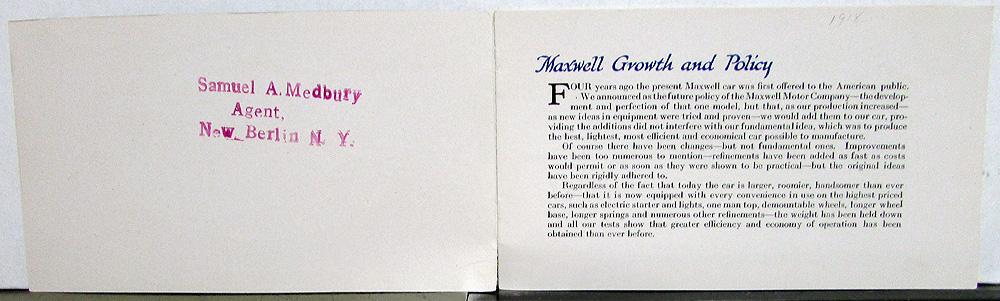 Samuel A. Medbury
Agent,
New Berlin N. Y.
1918
Maxwell Growth and Policy
FOUR years ago the present Maxwell car was first offered to the American public.
We announced as the future policy of the Maxwell Motor Company—the develop-
ment and perfection of that one model, but that, as our production increased—
as new ideas in equipment were tried and proven—we would add them to our car, pro-
viding the additions did not interfere with our fundamental idea, which was to produce
the best, lightest, most efficient and economical car possible to manufacture.
Of course there have been changes—but not fundamental ones. Improvements
have been too numerous to mention—refinements have been added as fast as costs
would permit or as soon as they were shown to be practical—but the original ideas
have been rigidly adhered to.
Regardless of the fact that today the car is larger, roomier, handsomer than ever
before—that it is now equipped with every convenience in use on the highest priced
cars, such as electric starter and lights, one man top, demountable wheels, longer wheel
base, longer springs and numerous other refinements—the weight has been held down
and all our tests show that greater efficiency and economy of operation has been
obtained than ever before.